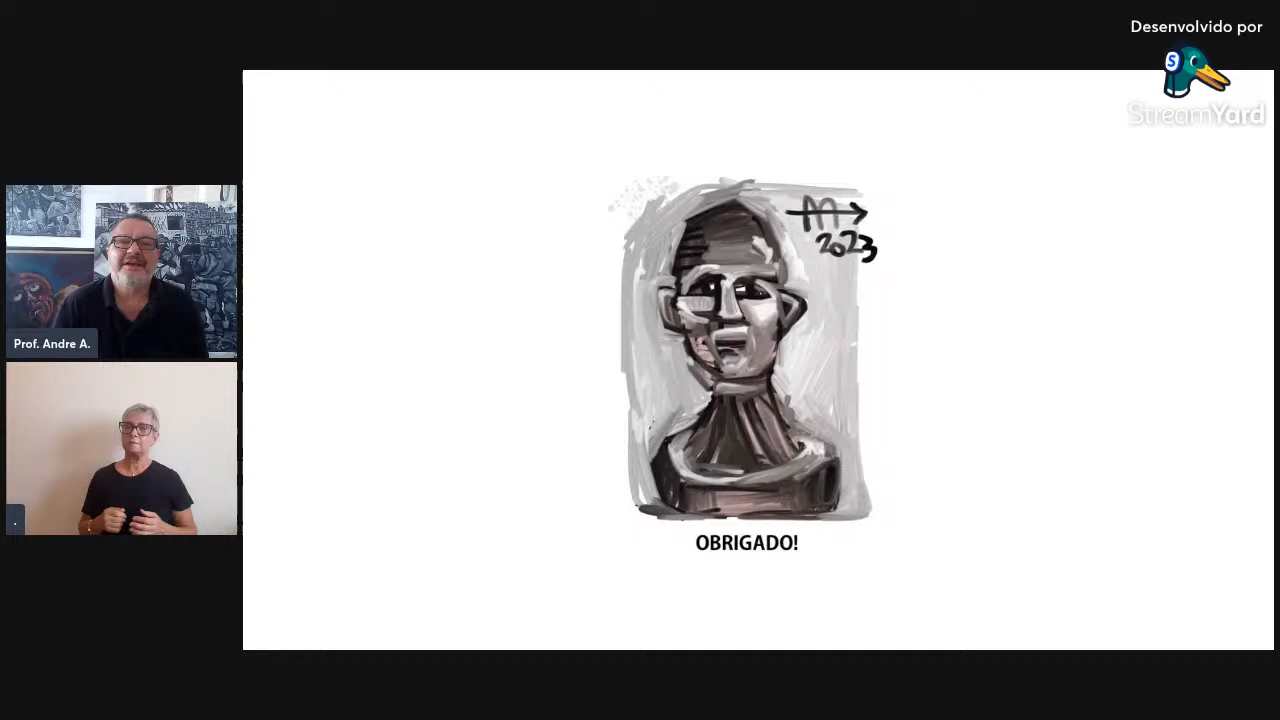 Desenvolvido por
S
StreamYard
2023
Prof. Andre A.
.
OBRIGADO!